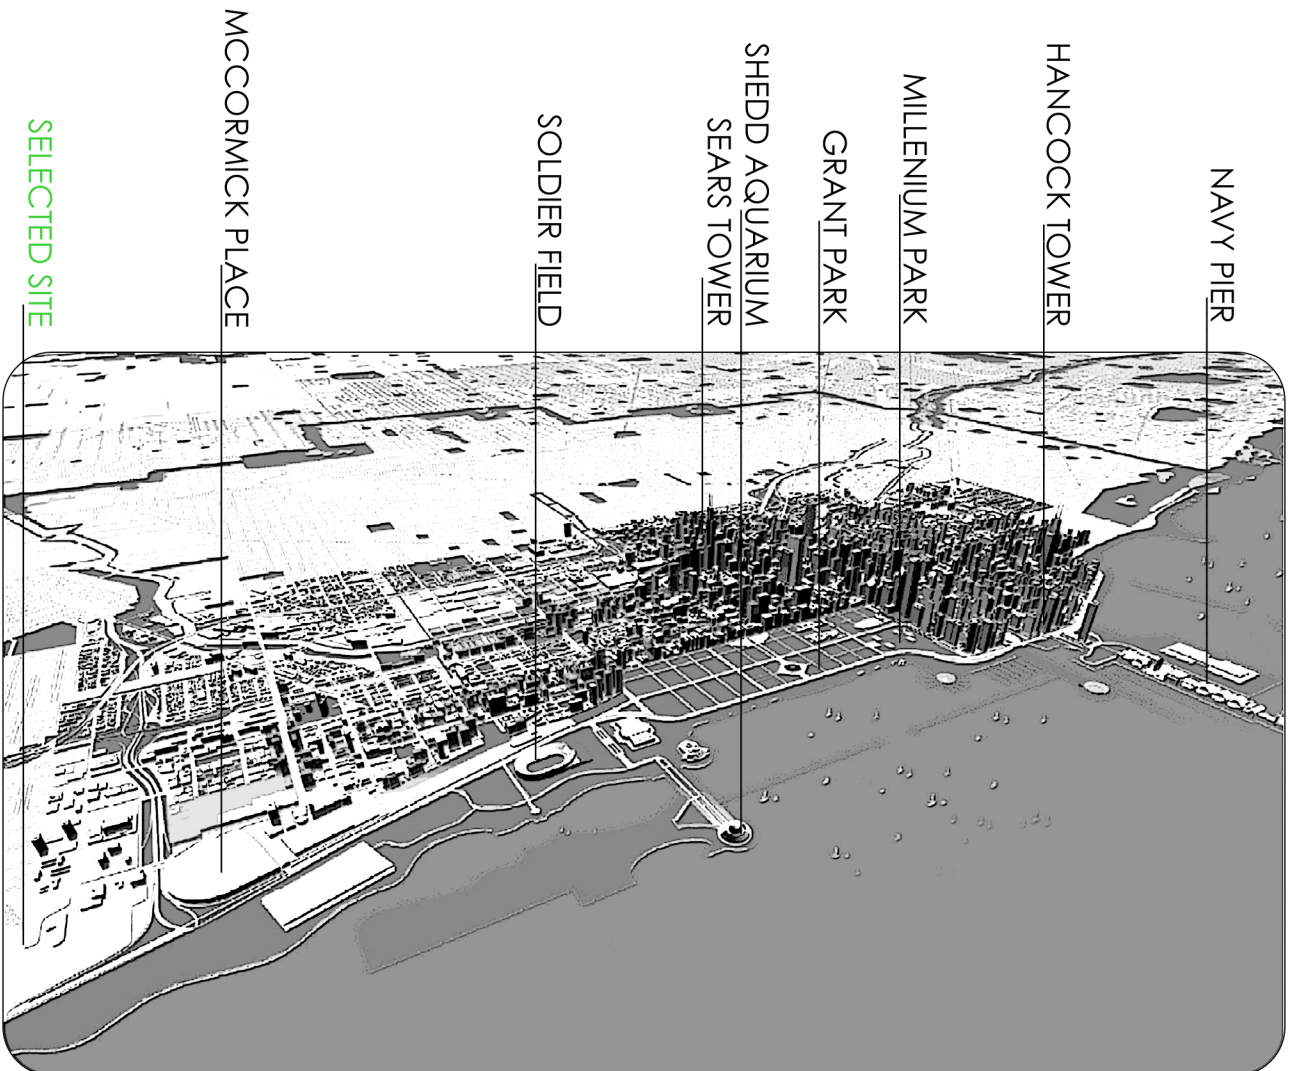 SELECTED SITE
MCCORMICK PLACE
SOLDIER FIELD
SEARS TOWER
SHEDD AQUARIUM
GRANT PARK
MILLENIUM PARK
HANCOCK TOWER
NAVY PIER